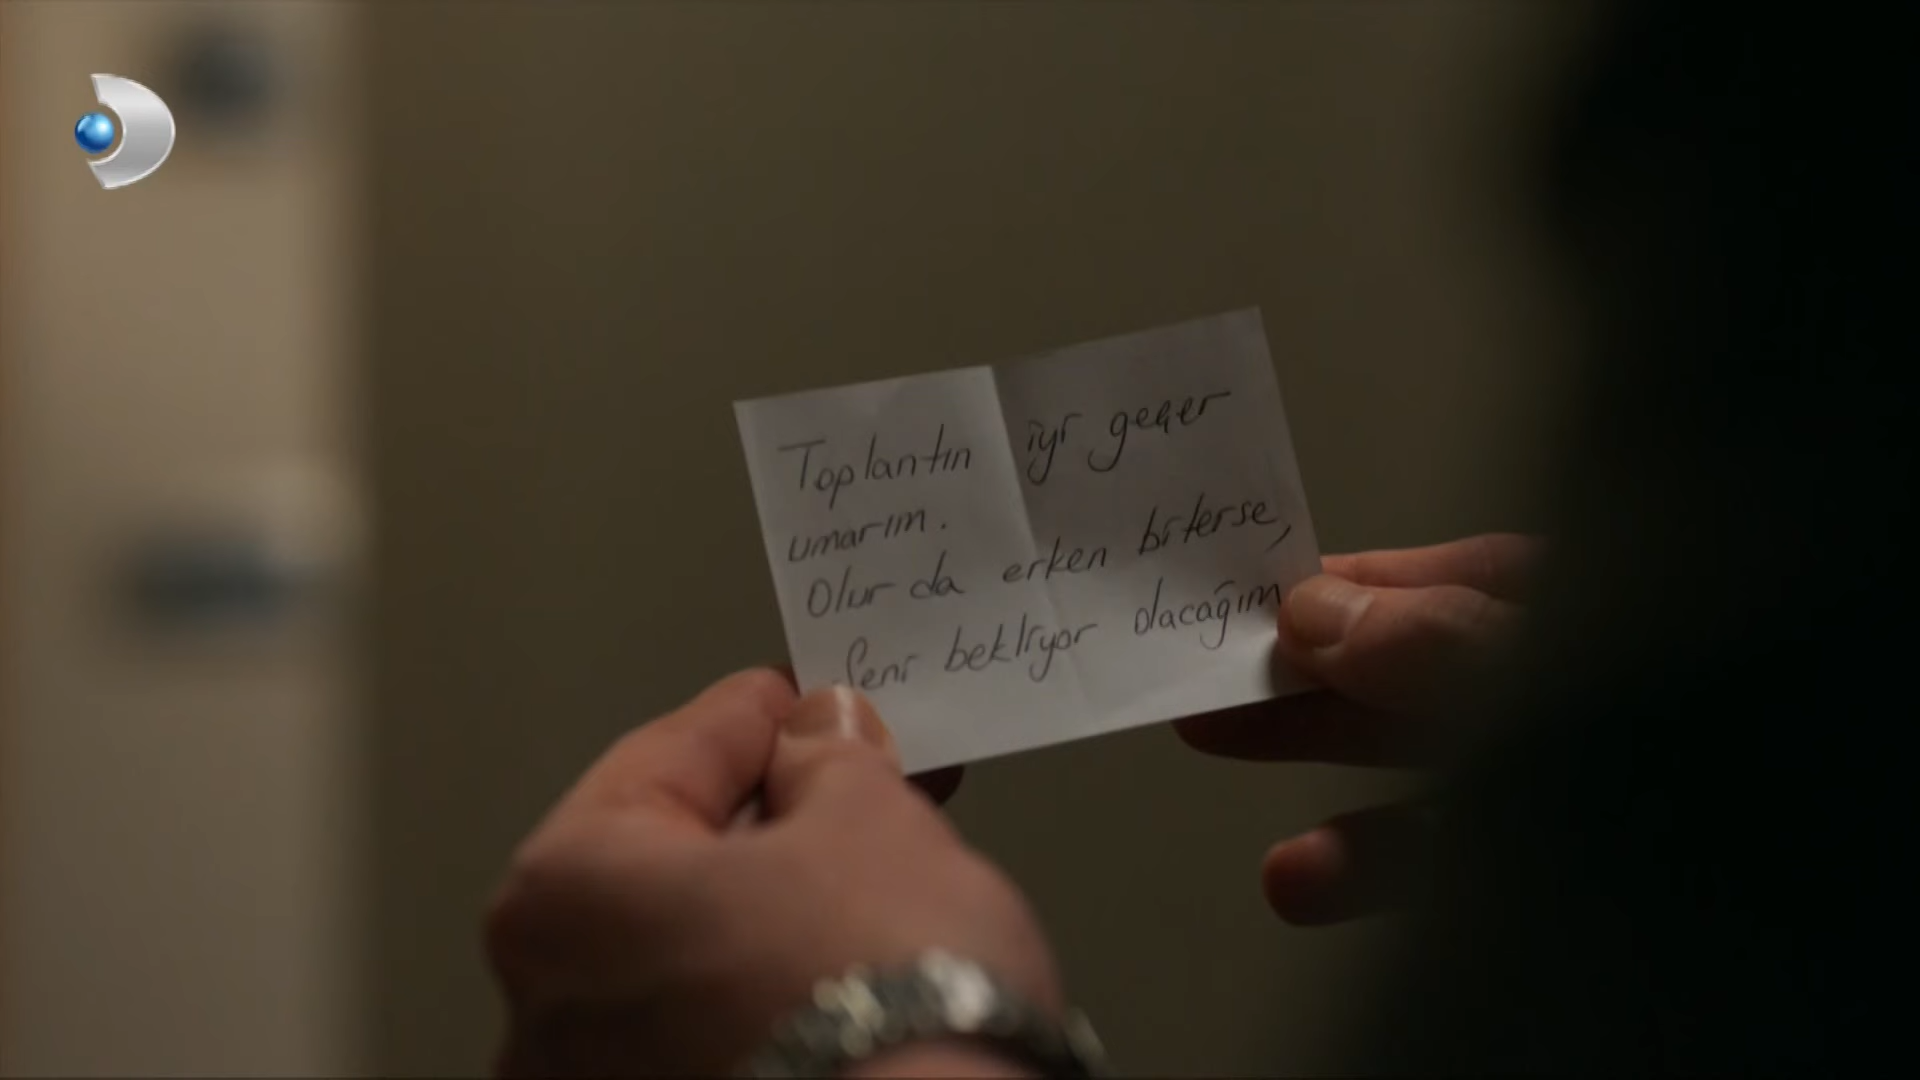 Toplantın iyi geçer
umarım.
Olur da erken biterse,
Seni bekliyor olacağım